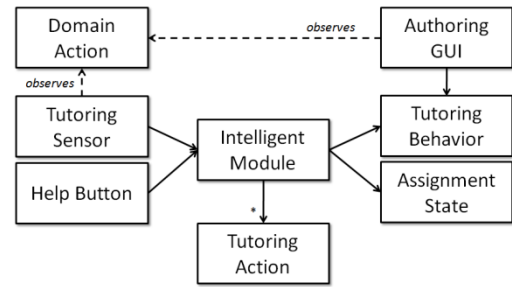 Domain
Action
observes
Authoring
GUI
observes
Tutoring
Sensor
Intelligent
Module
Tutoring
Behavior
Help Button
Assignment
State
*
Tutoring
Action